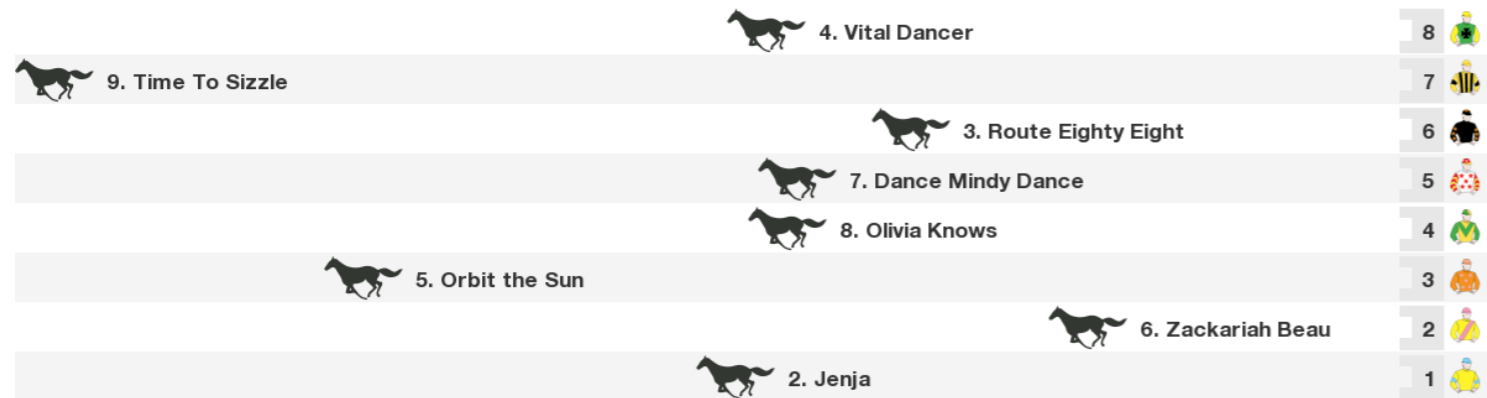 4. Vital Dancer 8
9. Time To Sizzle 7
3. Route Eighty Eight 6
7. Dance Mindy Dance 5
8. Olivia Knows 4
5. Orbit the Sun 3
6. Zackariah Beau 2
2. Jenja 1